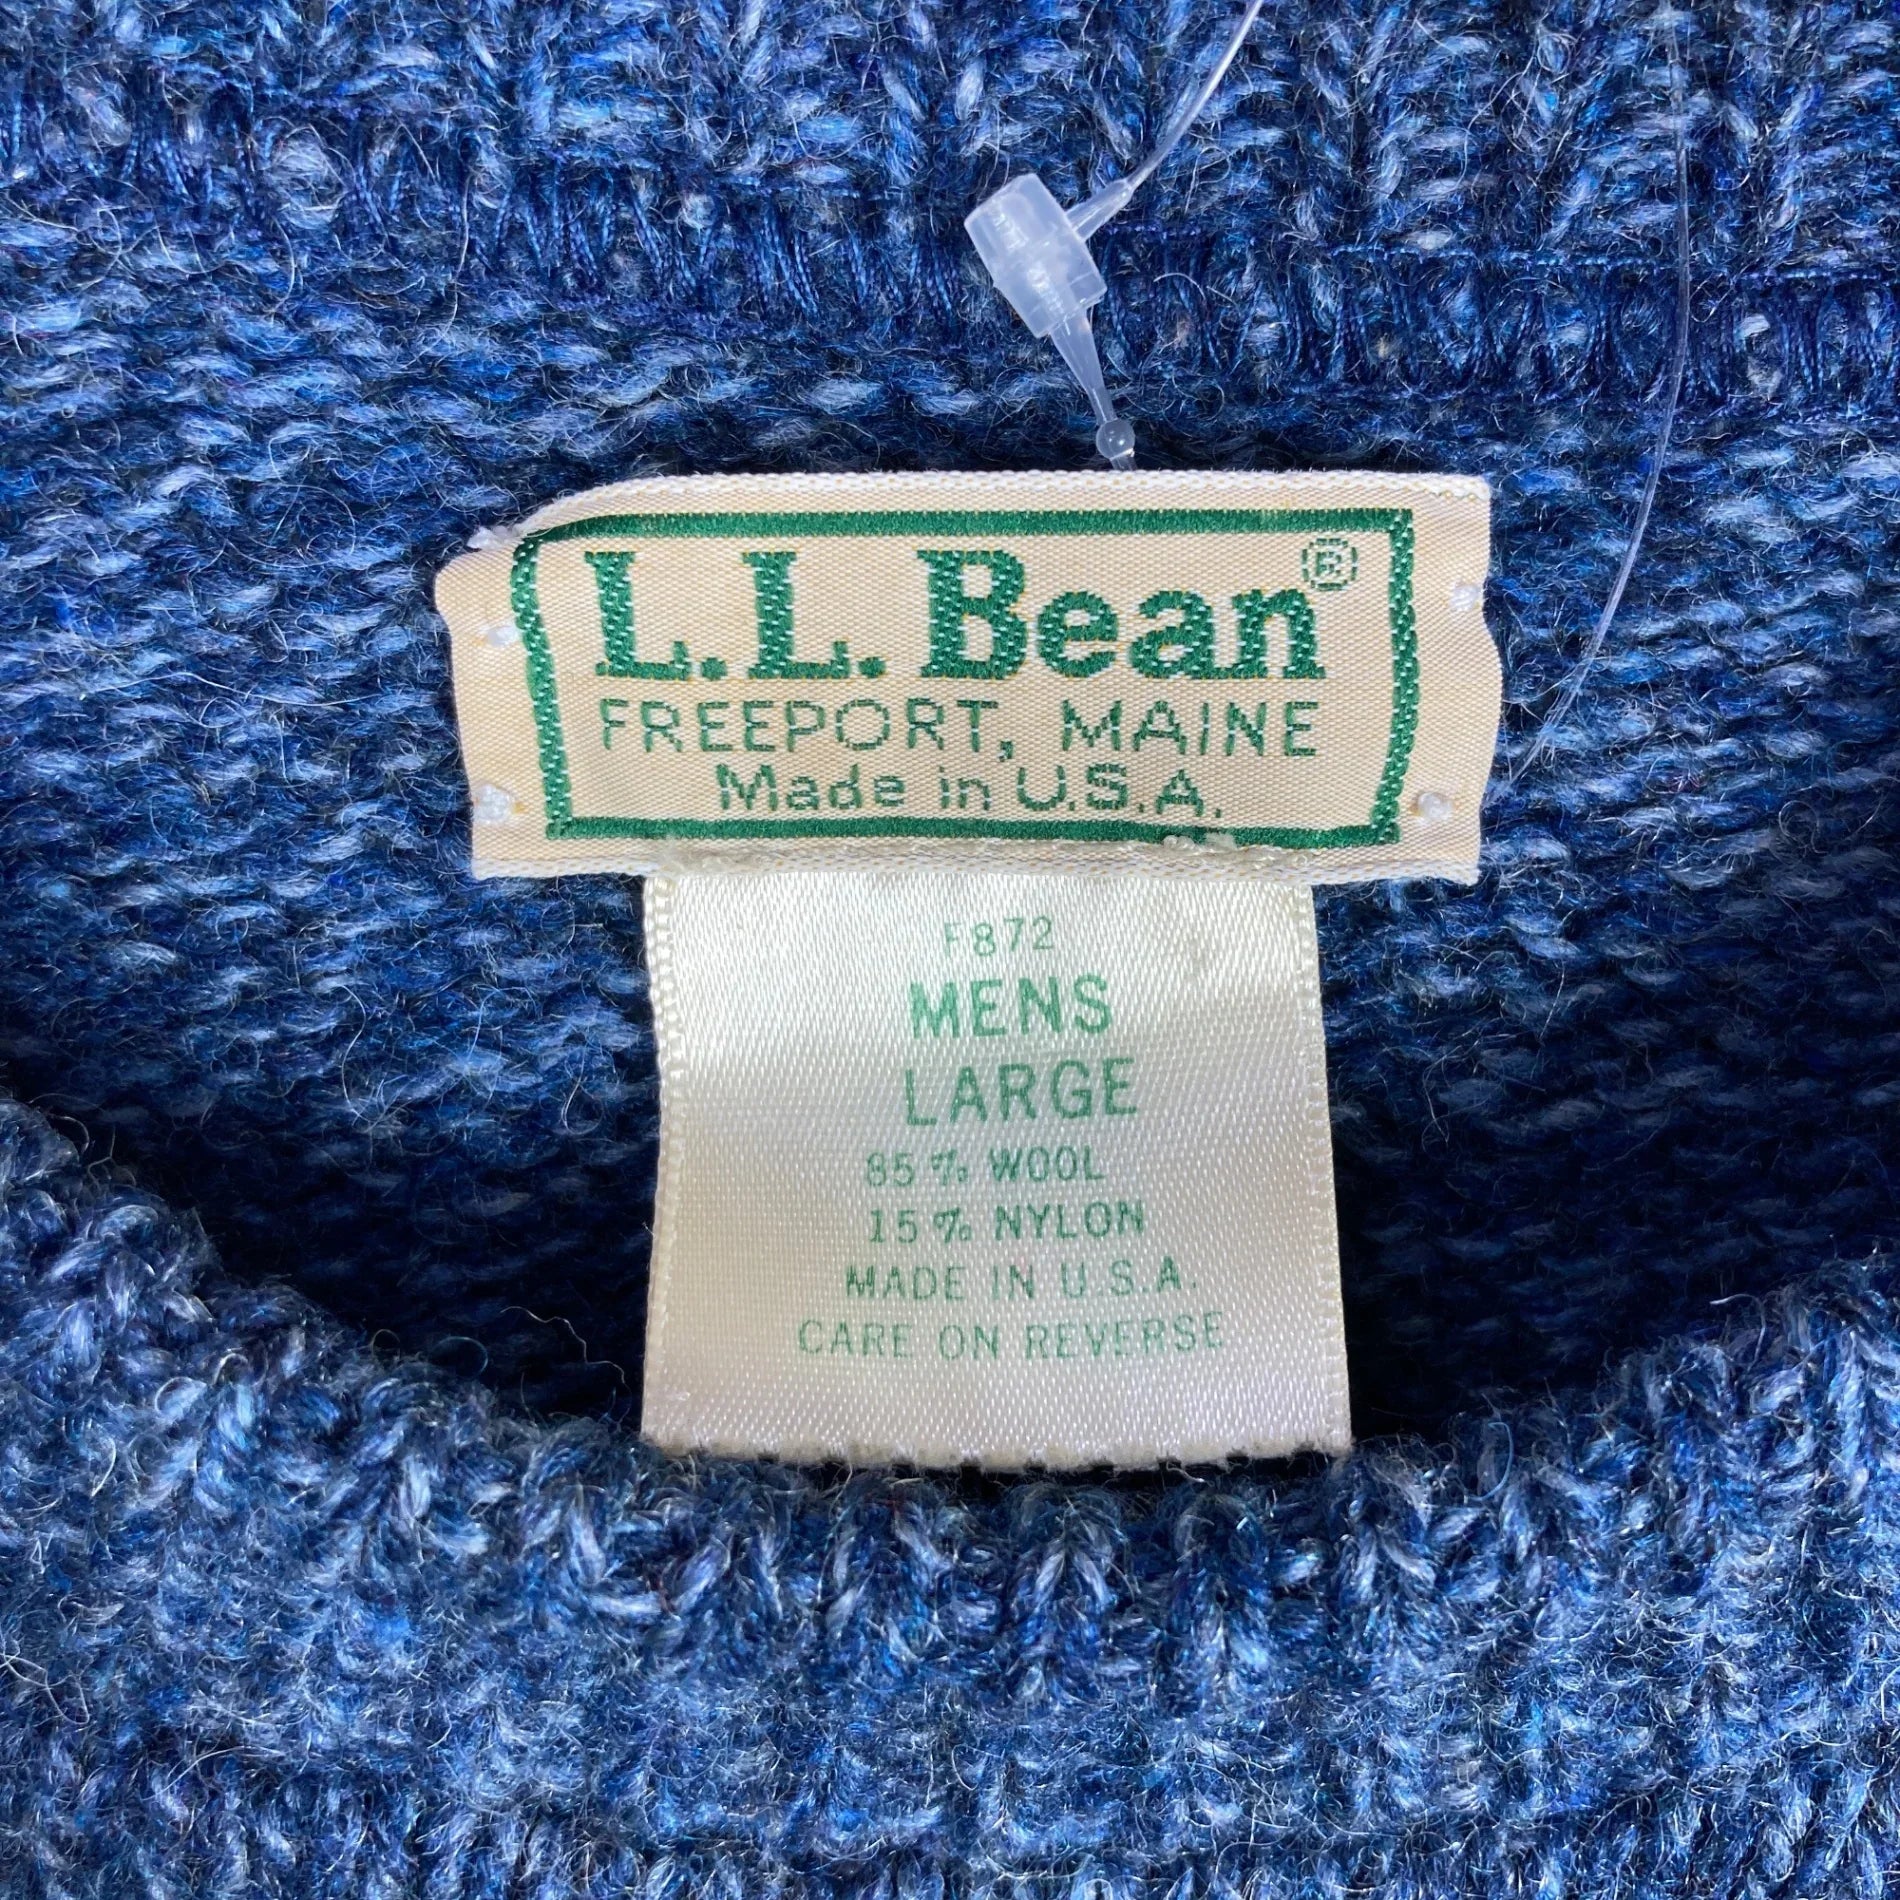 L.L.Bean®
FREEPORT, MAINE
Made in U.S.A.
F872
MENS
LARGE
85% WOOL
15% NYLON
MADE IN U.S.A.
CARE ON REVERSE